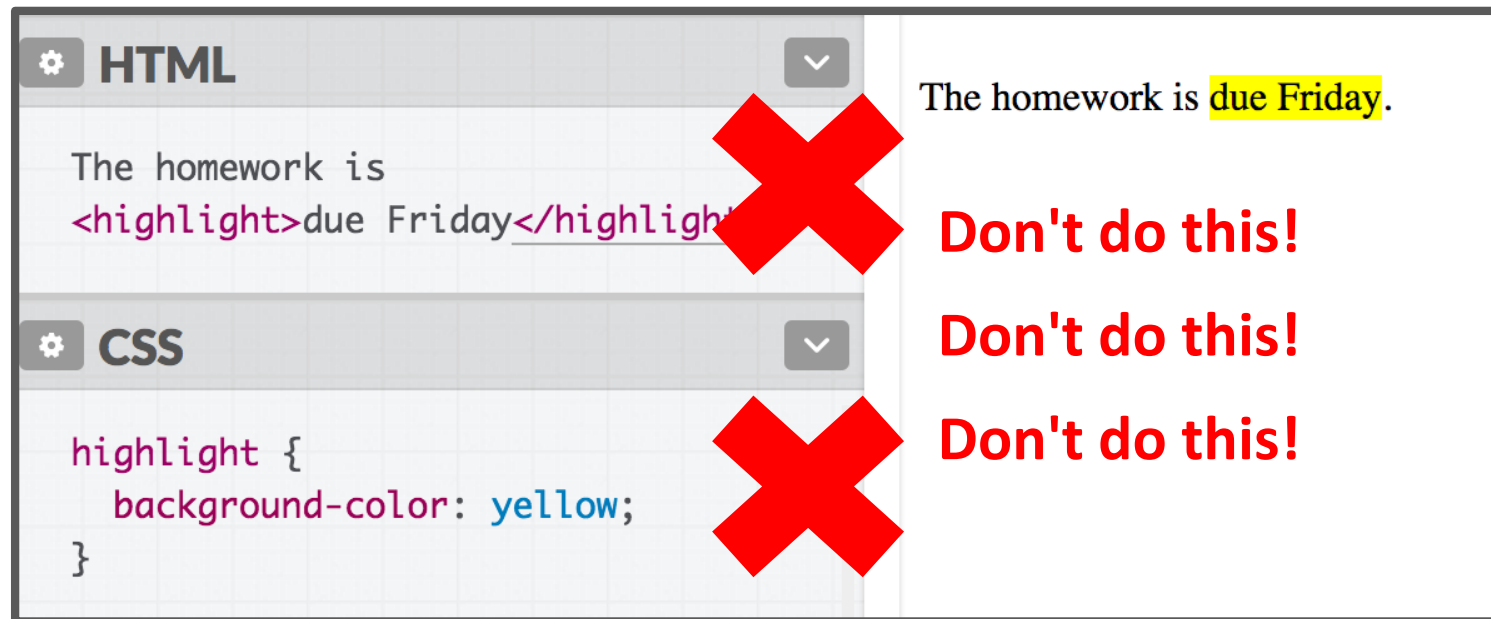 HTML
The homework is
<highlight>due Friday</highligh
CSS
highlight {
background-color: yellow;
}
The homework is due Friday.
Don't do this!
Don't do this!
Don't do this!